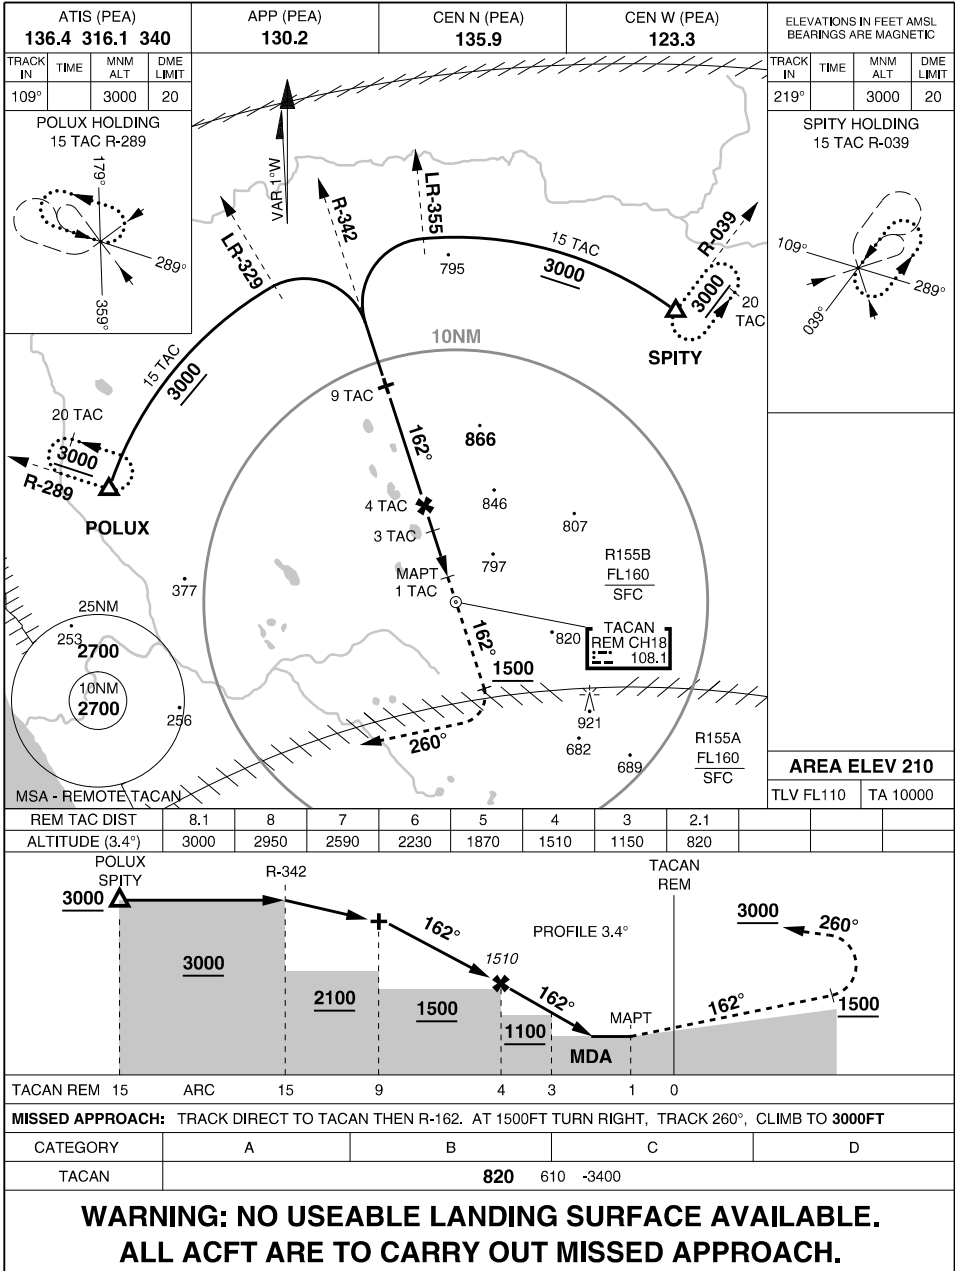 ATIS (PEA)
136.4 316.1 340
APP (PEA)
130.2
CEN N (PEA)
135.9
CEN W (PEA)
123.3
ELEVATIONS IN FEET AMSL
BEARINGS ARE MAGNETIC
TRACK IN TIME MNM ALT DME LIMIT
109° 3000 20
POLUX HOLDING
15 TAC R-289
179°
289°
359°
TRACK IN TIME MNM ALT DME LIMIT
219° 3000 20
SPITY HOLDING
15 TAC R-039
109°
289°
039°
VAR 1°W
LR-329
R-342
LR-355
R-039
795
15 TAC
3000
3000
20 TAC
SPITY
10NM
15 TAC
3000
9 TAC
20 TAC
3000
R-289
POLUX
162°
866
846
4 TAC
807
3 TAC
797
MAPT
1 TAC
R155B
FL160
SFC
377
25NM
253
2700
10NM
2700
256
MSA - REMOTE TACAN
162°
820
TACAN
REM CH18
108.1
1500
921
260°
682
689
R155A
FL160
SFC
AREA ELEV 210
TLV FL110 TA 10000
REM TAC DIST 8.1 8 7 6 5 4 3 2.1
ALTITUDE (3.4°) 3000 2950 2590 2230 1870 1510 1150 820
POLUX
SPITY
R-342
TACAN
REM
3000
3000
260°
162°
PROFILE 3.4°
3000
1510
2100
1500
162°
162°
MAPT
1500
1100
MDA
TACAN REM 15 ARC 15 9 4 3 1 0
MISSED APPROACH: TRACK DIRECT TO TACAN THEN R-162. AT 1500FT TURN RIGHT, TRACK 260°, CLIMB TO 3000FT
CATEGORY A B C D
TACAN 820 610 -3400
WARNING: NO USEABLE LANDING SURFACE AVAILABLE.
ALL ACFT ARE TO CARRY OUT MISSED APPROACH.